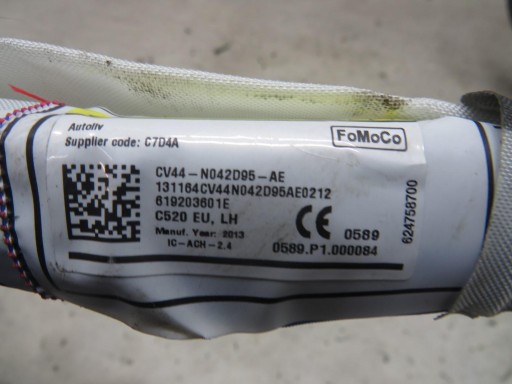 Autoliv
Supplier code: C7D4A
FoMoCo
CV44-N042D95-AE
131164CV44N042D95AE0212
619203601E
C520 EU, LH
Manuf. Year: 2013
IC-ACH-2.4
CE 0589
0589.P1.000084
624758700